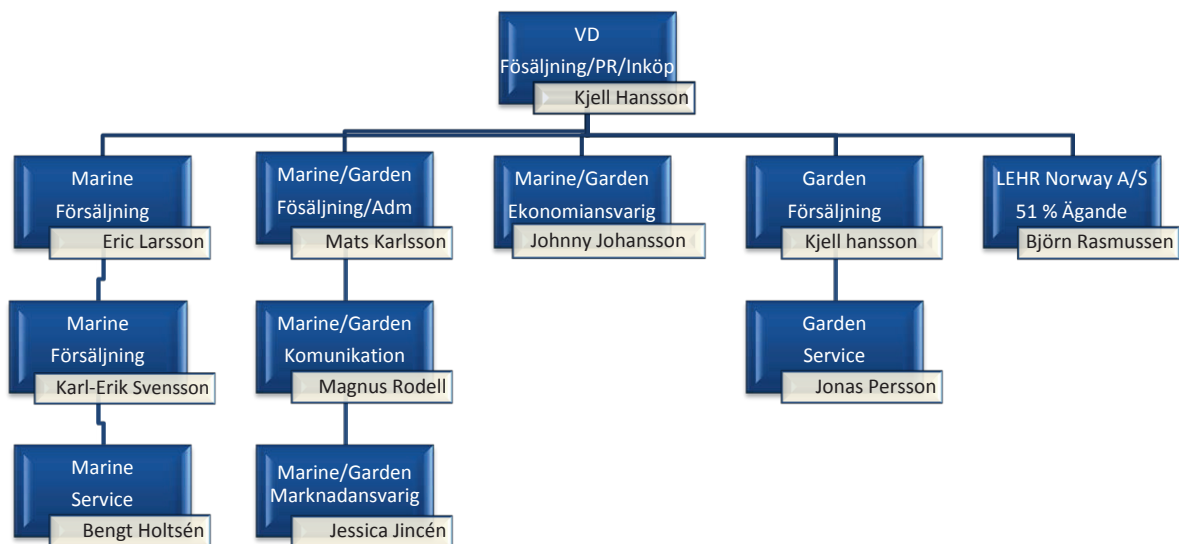 VD
Fösäljning/PR/Inköp
Kjell Hansson
Marine
Försäljning
Eric Larsson
Marine/Garden
Fösäljning/Adm
Mats Karlsson
Marine/Garden
Ekonomiansvarig
Johnny Johansson
Garden
Försäljning
Kjell hansson
LEHR Norway A/S
51 % Ägande
Björn Rasmussen
Marine
Försäljning
Karl-Erik Svensson
Marine/Garden
Komunikation
Magnus Rodell
Garden
Service
Jonas Persson
Marine
Service
Bengt Holtsén
Marine/Garden
Marknadansvarig
Jessica Jincén